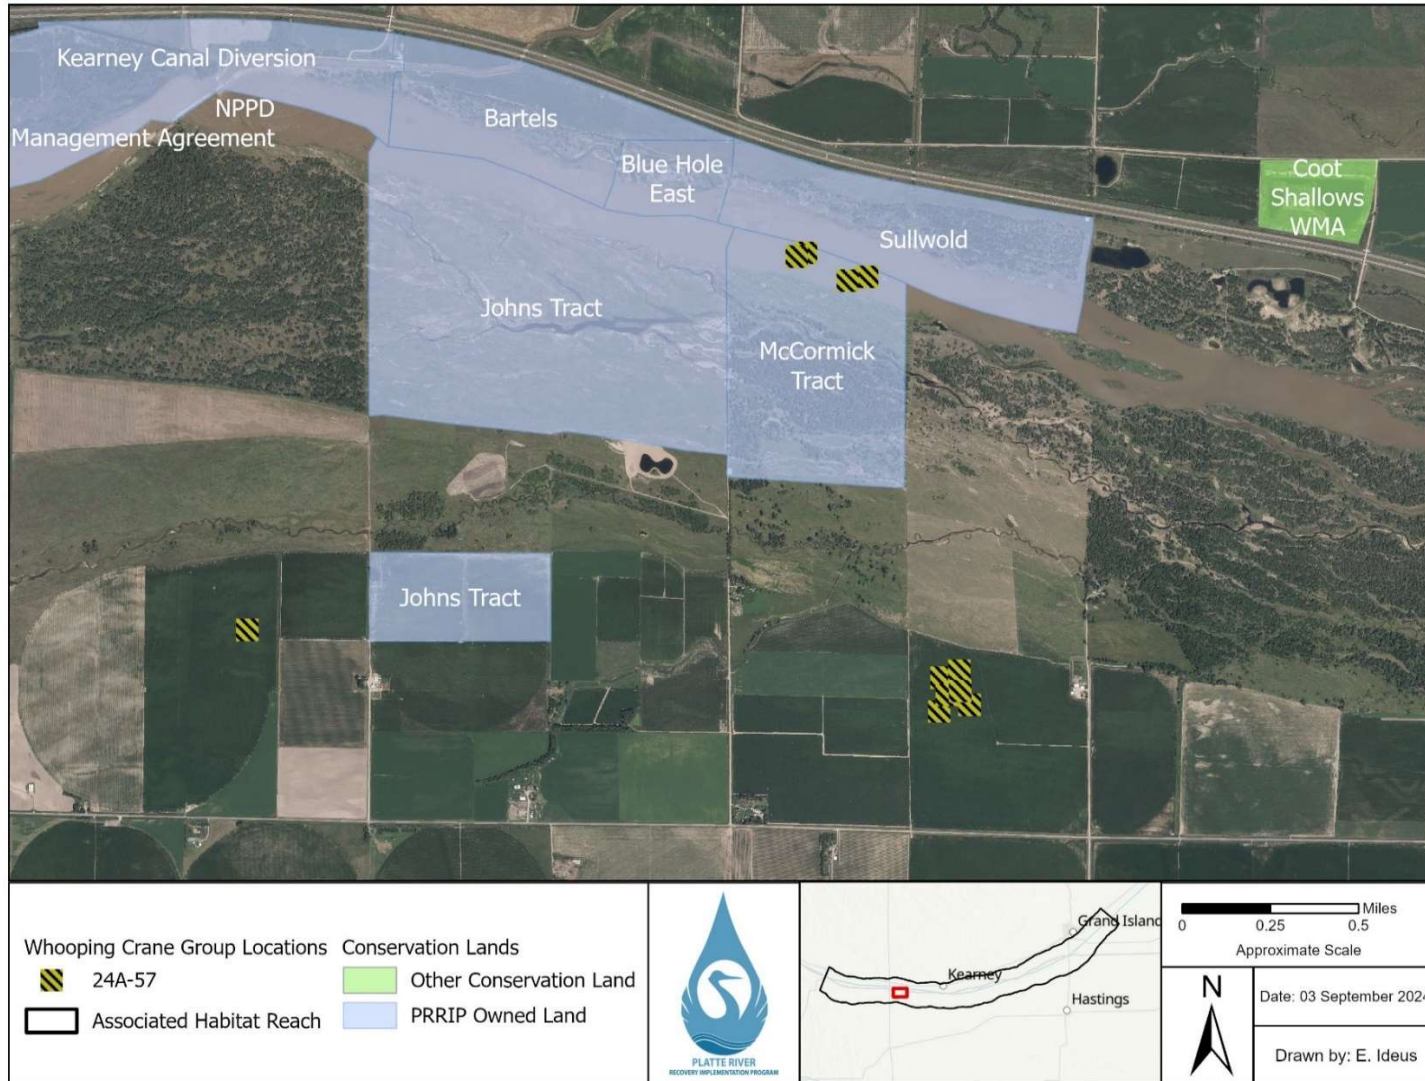 Kearney Canal Diversion
NPPD
Management Agreement
Bartels
Blue Hole
East
Coot
Shallows
WMA
Sullwold
Johns Tract
McCormick
Tract
Johns Tract
Whooping Crane Group Locations
24A-57
Associated Habitat Reach
Conservation Lands
Other Conservation Land
PRRIP Owned Land
PLATTE RIVER
RECOVERY IMPLEMENTATION PROGRAM
Grand Island
Kearney
Hastings
Miles
0 0.25 0.5
Approximate Scale
N
Date: 03 September 2024
Drawn by: E. Ideus